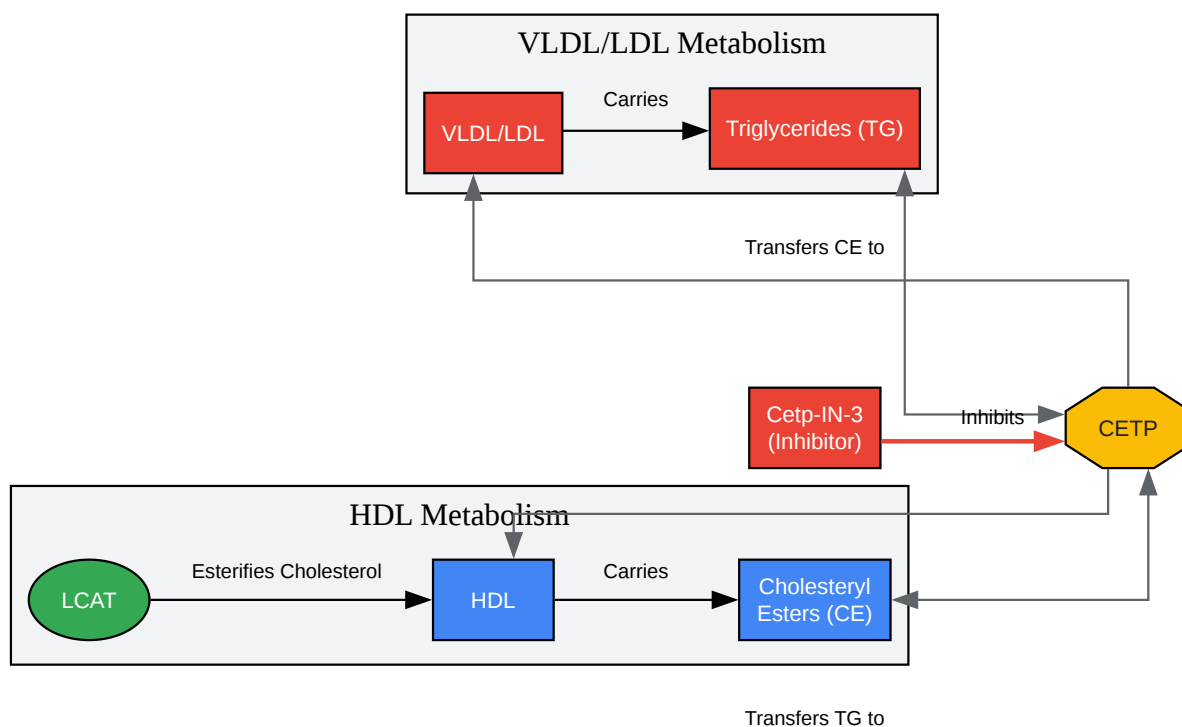 VLDL/LDL Metabolism
Carries
VLDL/LDL
Triglycerides (TG)
Transfers CE to
Cetp-IN-3
(Inhibitor)
Inhibits
CETP
HDL Metabolism
LCAT
Esterifies Cholesterol
HDL
Carries
Cholesteryl
Esters (CE)
Transfers TG to